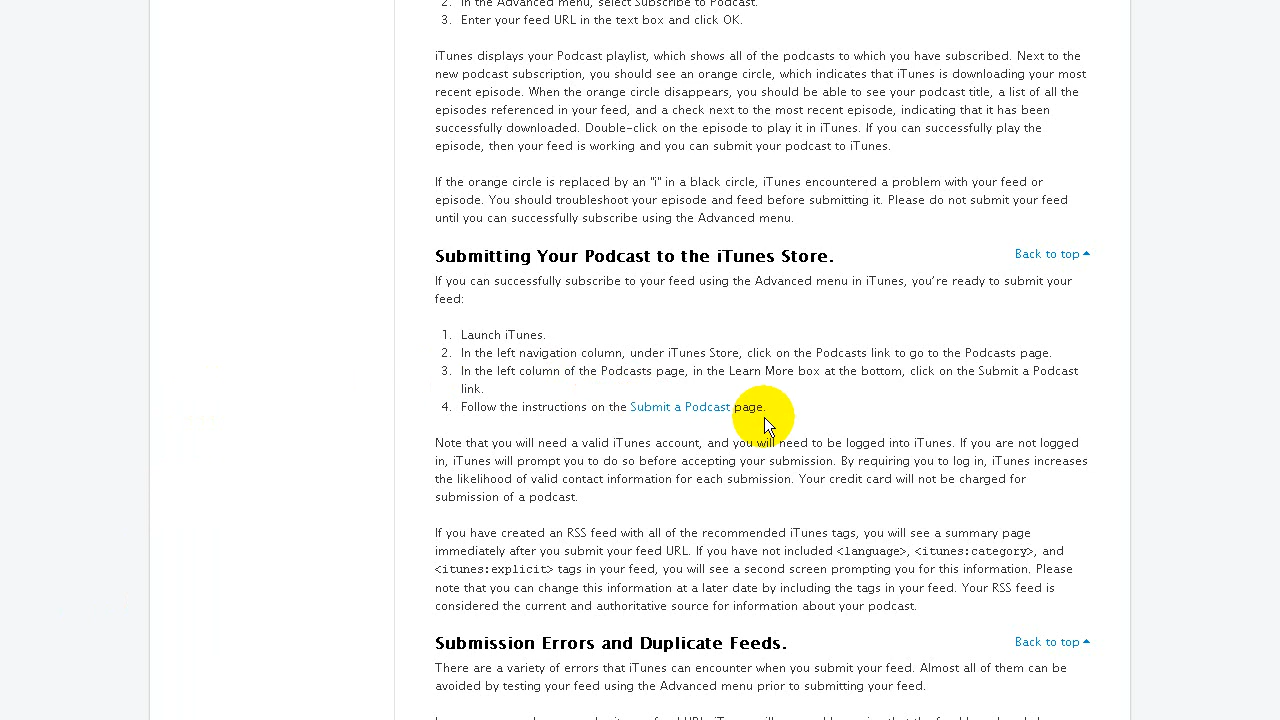 2. In the Advanced menu, select Subscribe to Podcast.
3. Enter your feed URL in the text box and click OK.
iTunes displays your Podcast playlist, which shows all of the podcasts to which you have subscribed. Next to the
new podcast subscription, you should see an orange circle, which indicates that iTunes is downloading your most
recent episode. When the orange circle disappears, you should be able to see your podcast title, a list of all the
episodes referenced in your feed, and a check next to the most recent episode, indicating that it has been
successfully downloaded. Double-click on the episode to play it in iTunes. If you can successfully play the
episode, then your feed is working and you can submit your podcast to iTunes.
If the orange circle is replaced by an "i" in a black circle, iTunes encountered a problem with your feed or
episode. You should troubleshoot your episode and feed before submitting it. Please do not submit your feed
until you can successfully subscribe using the Advanced menu.
Submitting Your Podcast to the iTunes Store. Back to top
If you can successfully subscribe to your feed using the Advanced menu in iTunes, you're ready to submit your
feed:
1. Launch iTunes.
2. In the left navigation column, under iTunes Store, click on the Podcasts link to go to the Podcasts page.
3. In the left column of the Podcasts page, in the Learn More box at the bottom, click on the Submit a Podcast
link.
4. Follow the instructions on the Submit a Podcast page.
Note that you will need a valid iTunes account, and you will need to be logged into iTunes. If you are not logged
in, iTunes will prompt you to do so before accepting your submission. By requiring you to log in, iTunes increases
the likelihood of valid contact information for each submission. Your credit card will not be charged for
submission of a podcast.
If you have created an RSS feed with all of the recommended iTunes tags, you will see a summary page
immediately after you submit your feed URL. If you have not included <language>, <itunes:category>, and
<itunes:explicit> tags in your feed, you will see a second screen prompting you for this information. Please
note that you can change this information at a later date by including the tags in your feed. Your RSS feed is
considered the current and authoritative source for information about your podcast.
Submission Errors and Duplicate Feeds. Back to top
There are a variety of errors that iTunes can encounter when you submit your feed. Almost all of them can be
avoided by testing your feed using the Advanced menu prior to submitting your feed.